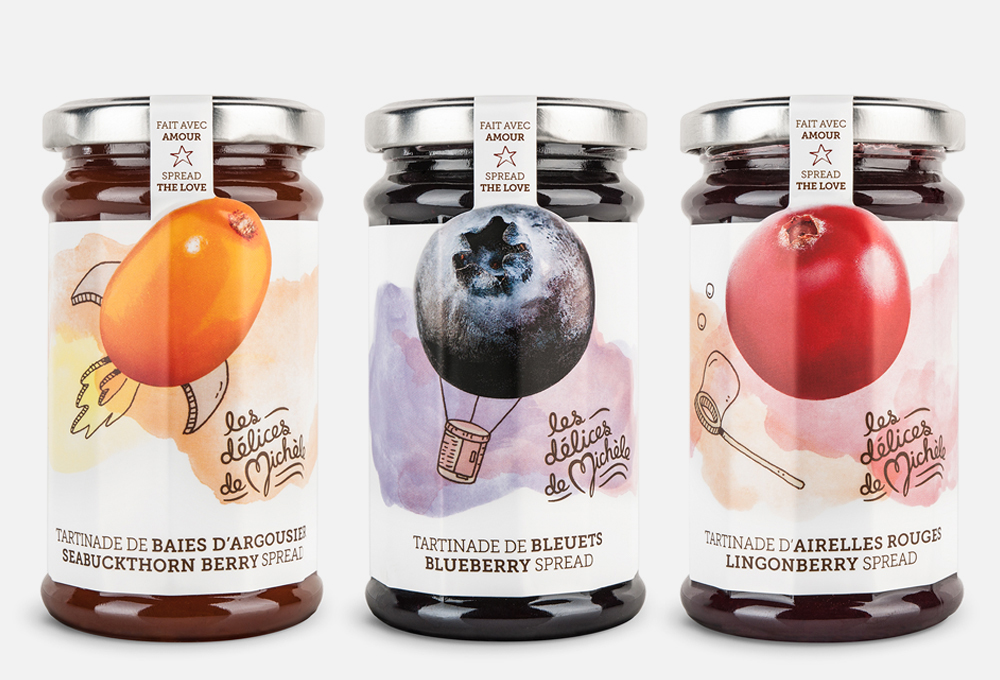 FAIT AVEC
AMOUR
SPREAD
THE LOVE
les
délices
de Michèle
TARTINADE DE BAIES D'ARGOUSIER
SEABUCKTHORN BERRY SPREAD
FAIT AVEC
AMOUR
SPREAD
THE LOVE
les
délices
de Michèle
TARTINADE DE BLEUETS
BLUEBERRY SPREAD
FAIT AVEC
AMOUR
SPREAD
THE LOVE
les
délices
de Michèle
TARTINADE D'AIRELLES ROUGES
LINGONBERRY SPREAD